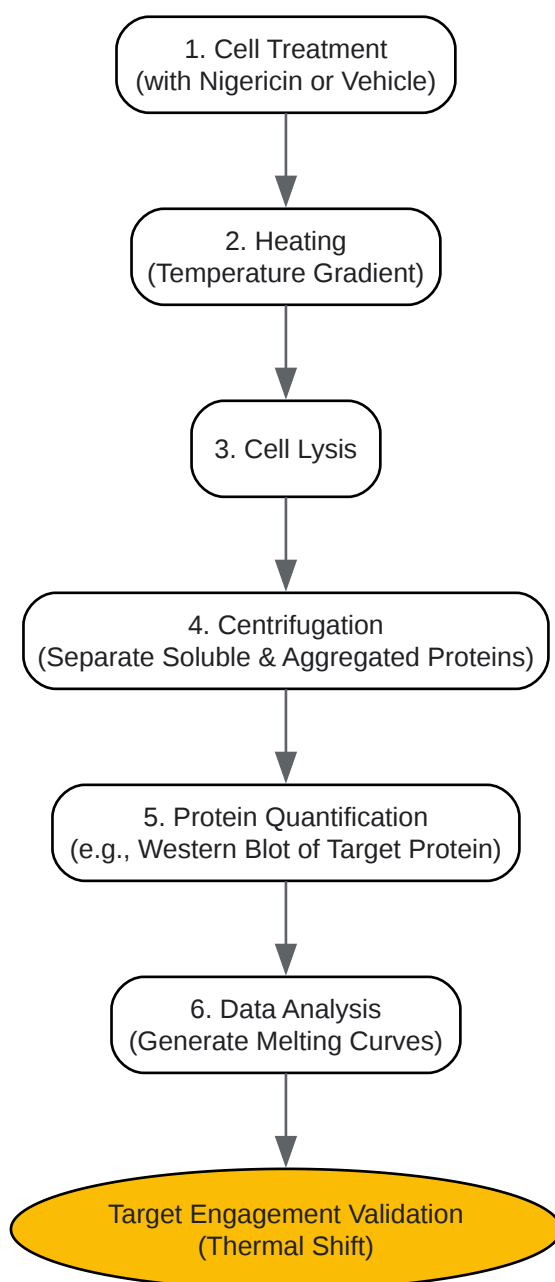 1. Cell Treatment
(with Nigericin or Vehicle)
2. Heating
(Temperature Gradient)
3. Cell Lysis
4. Centrifugation
(Separate Soluble & Aggregated Proteins)
5. Protein Quantification
(e.g., Western Blot of Target Protein)
6. Data Analysis
(Generate Melting Curves)
Target Engagement Validation
(Thermal Shift)